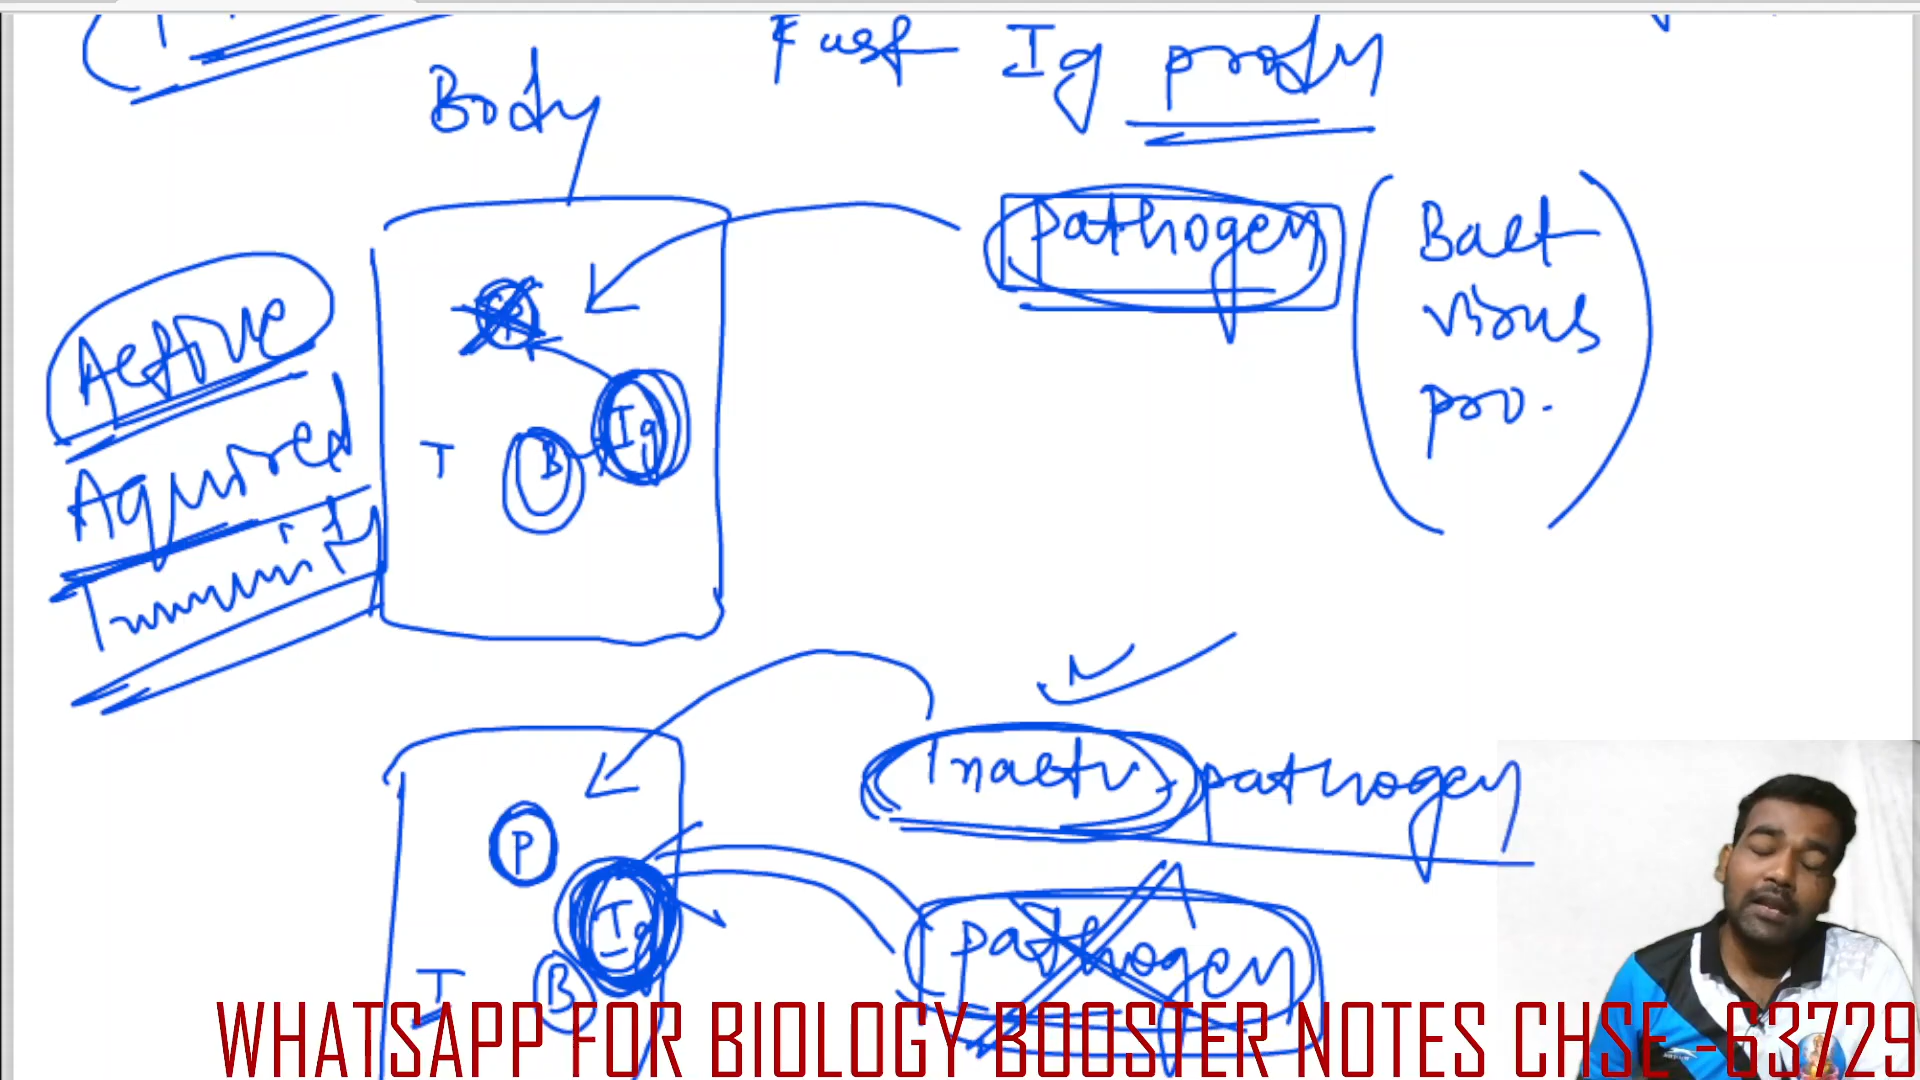 Fast Ig prodn
Body
pathogen
Bact
virus
pro.
Active
Aquired
Immunity
P
T
B
Ig
Inactv. pathogen
P
Ig
pathogen
T
B
WHATSAPP FOR BIOLOGY BOOSTER NOTES CHSE -63729